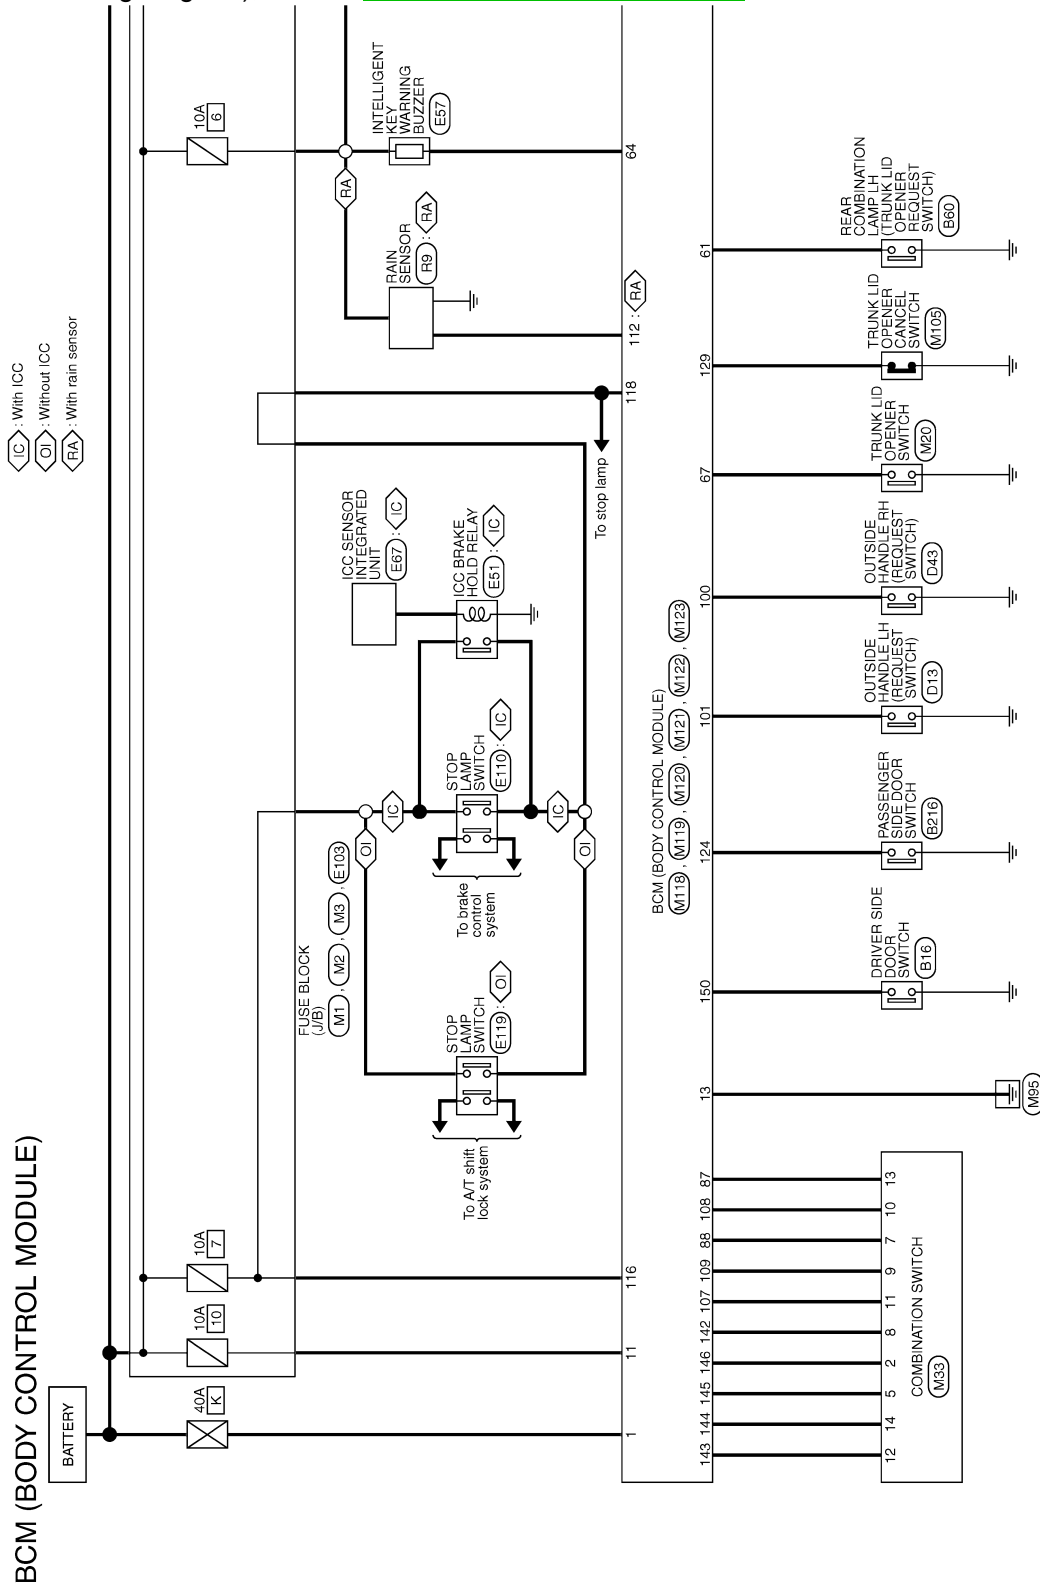 BCM (BODY CONTROL MODULE)
IC : With ICC
OI : Without ICC
RA : With rain sensor
BATTERY
40A
K
10A
10
10A
7
10A
6
FUSE BLOCK
(J/B)
M1 , M2 , M3 , E103
To A/T shift
lock system
STOP
LAMP
SWITCH
E119 : OI
OI
IC
To brake
control
system
STOP
LAMP
SWITCH
E110 : IC
IC
OI
ICC SENSOR
INTEGRATED
UNIT
E67 : IC
ICC BRAKE
HOLD RELAY
E51 : IC
To stop lamp
RAIN
SENSOR
R9 : RA
RA
INTELLIGENT
KEY
WARNING
BUZZER
E57
1
11
116
118
112 : RA
64
BCM (BODY CONTROL MODULE)
M118 , M119 , M120 , M121 , M122 , M123
143
144
145
146
142
107
109
88
108
87
13
150
124
101
100
67
129
61
12
14
5
2
8
11
9
7
10
13
COMBINATION SWITCH
M33
M95
DRIVER SIDE
DOOR
SWITCH
B16
PASSENGER
SIDE DOOR
SWITCH
B216
OUTSIDE
HANDLE LH
(REQUEST
SWITCH)
D13
OUTSIDE
HANDLE RH
(REQUEST
SWITCH)
D43
TRUNK LID
OPENER
SWITCH
M20
TRUNK LID
OPENER
CANCEL
SWITCH
M105
REAR
COMBINATION
LAMP LH
(TRUNK LID
OPENER
REQUEST
SWITCH)
B60